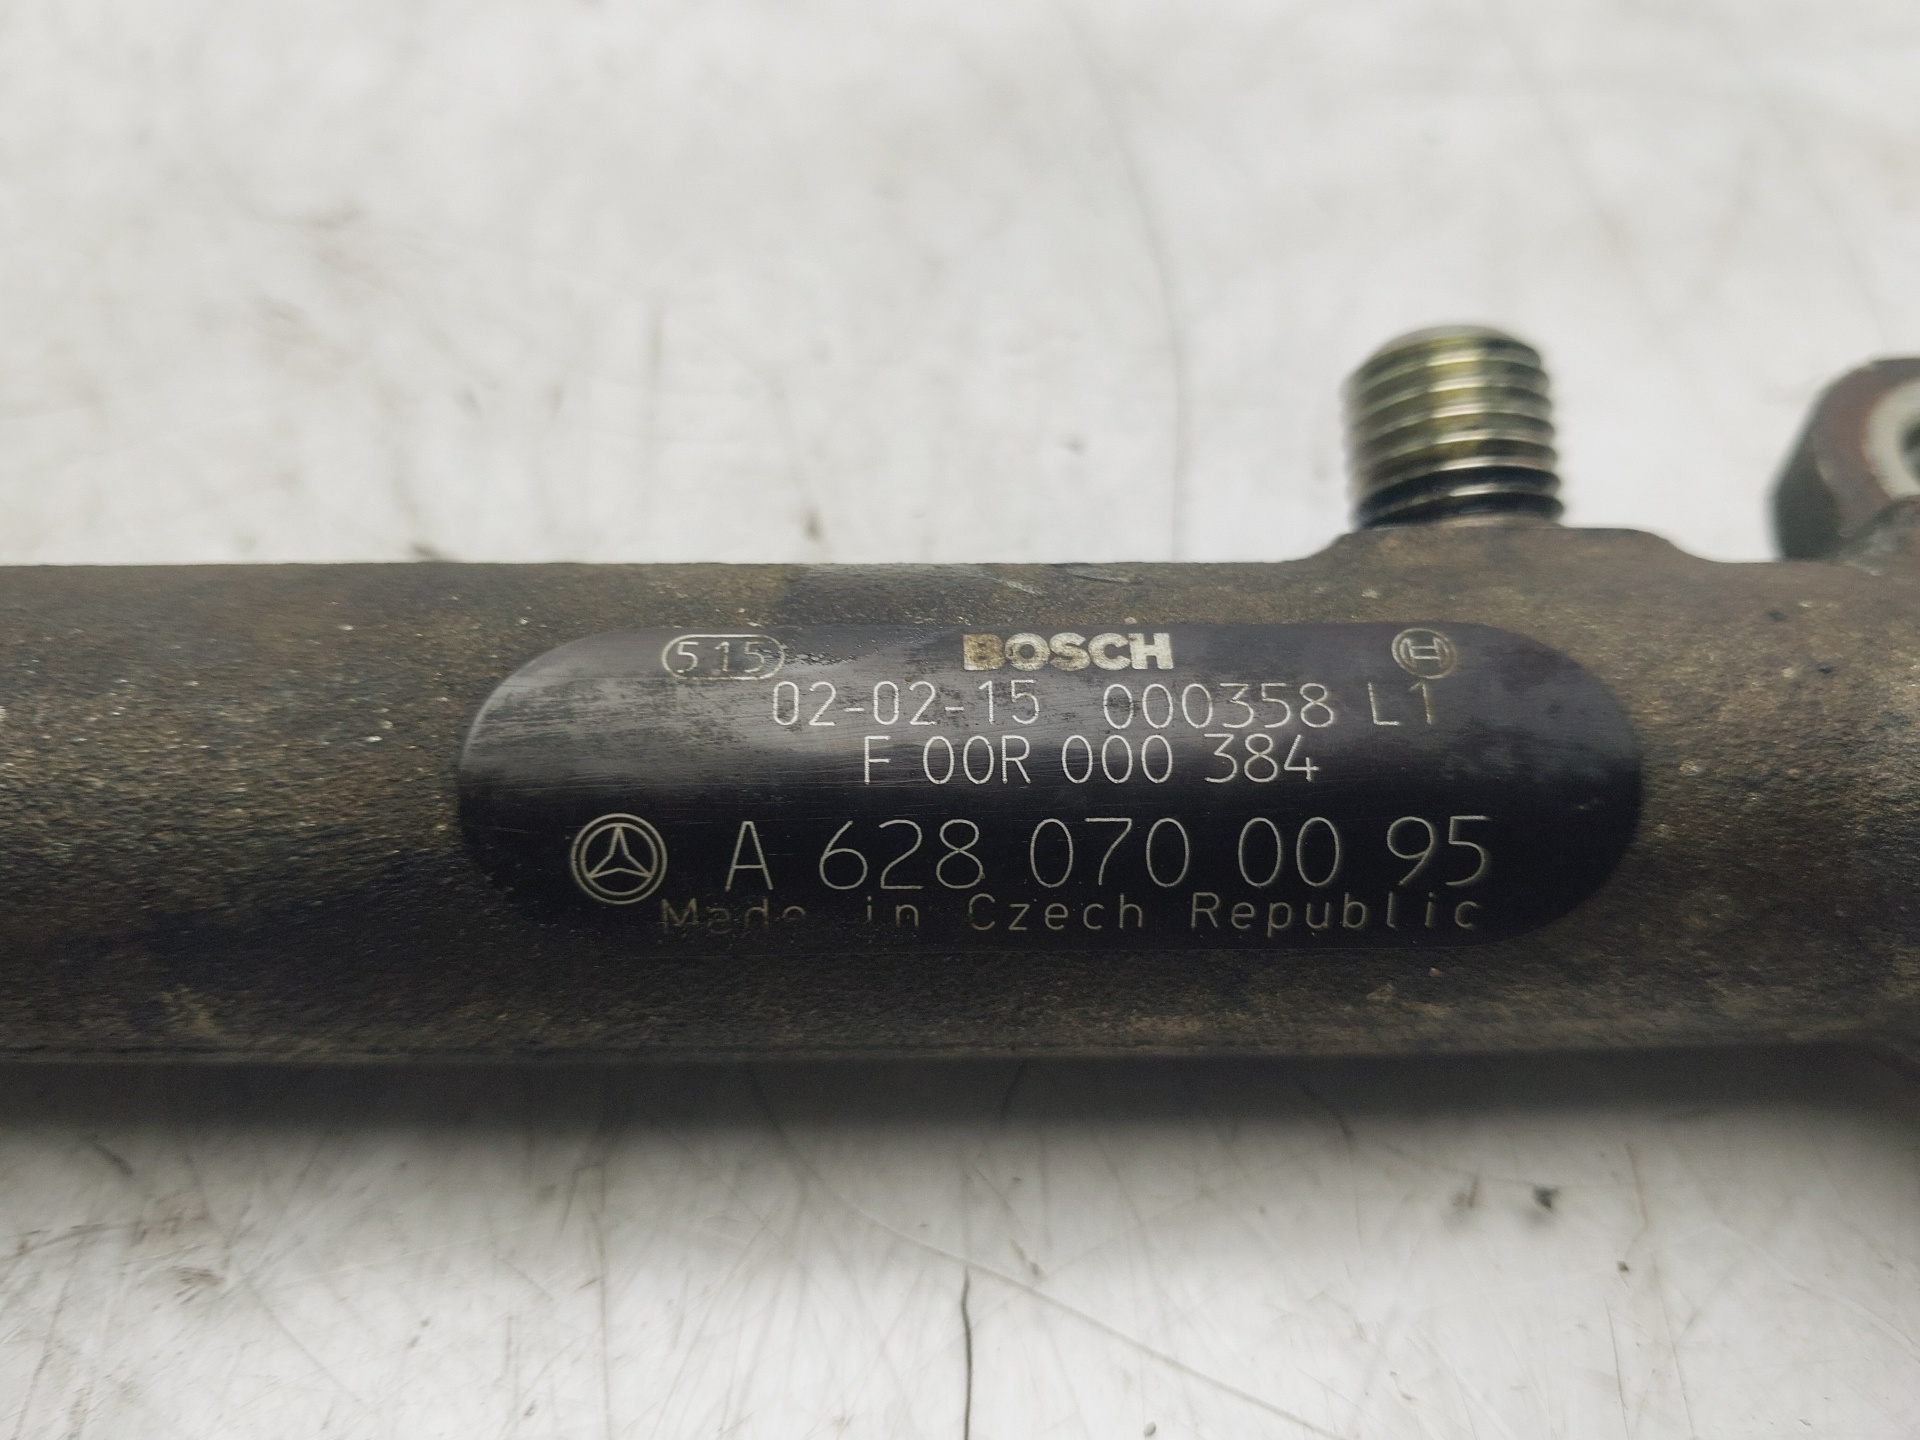 515 BOSCH
02-02-15 000358 L1
F 00R 000 384
A 628 070 00 95
Made in Czech Republic